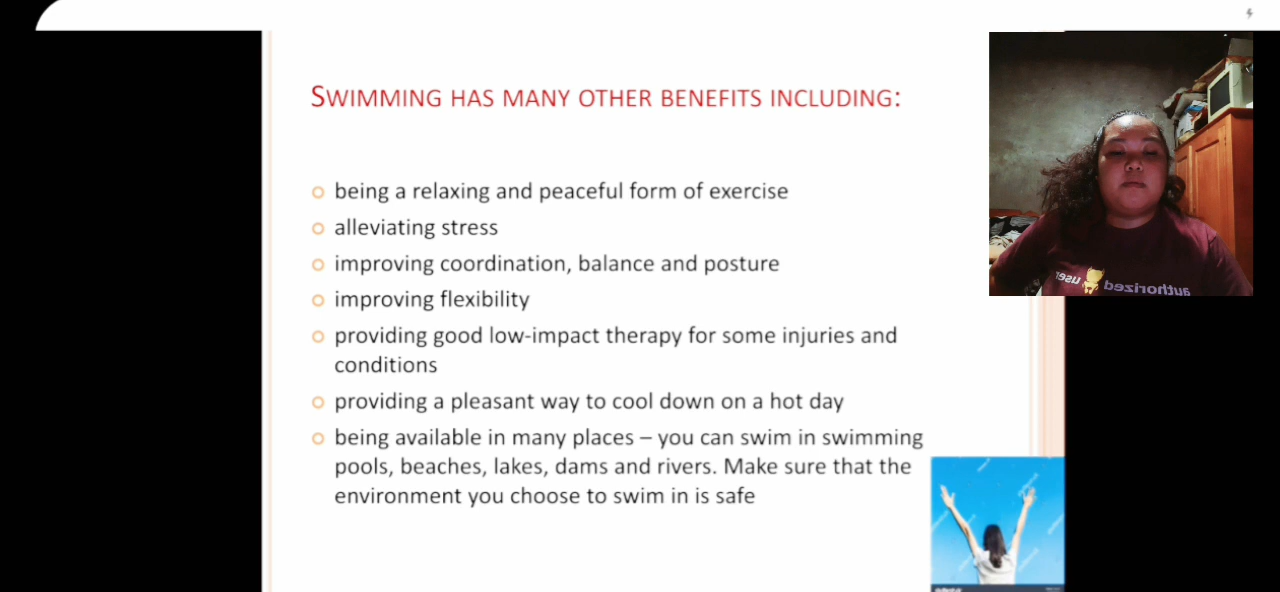 SWIMMING HAS MANY OTHER BENEFITS INCLUDING:
being a relaxing and peaceful form of exercise
alleviating stress
improving coordination, balance and posture
improving flexibility
providing good low-impact therapy for some injuries and
conditions
providing a pleasant way to cool down on a hot day
being available in many places – you can swim in swimming
pools, beaches, lakes, dams and rivers. Make sure that the
environment you choose to swim in is safe
authorized user